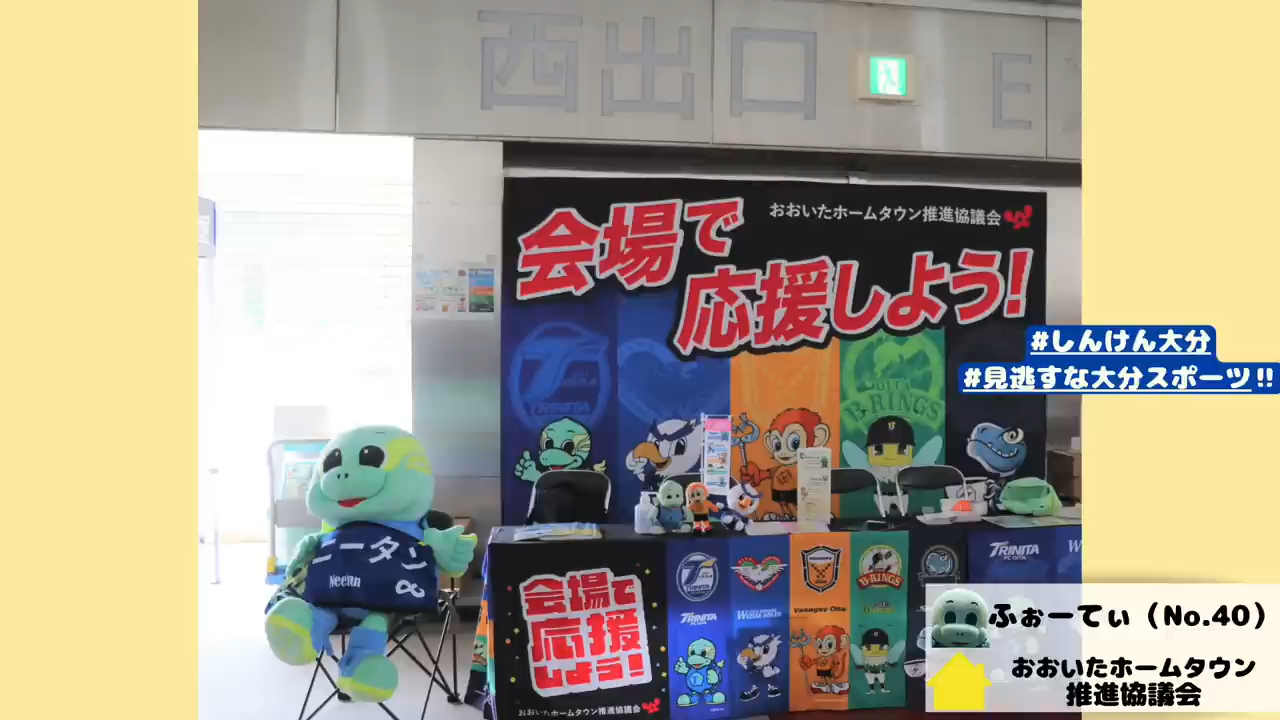 西出口 E
おおいたホームタウン推進協議会
会場で
応援しよう!
TRINITA
OITA
B-RINGS
#しんけん大分
#見逃すな大分スポーツ!!
ニータン
Neetan
∞
会場で
応援
しよう!
おおいたホームタウン推進協議会
TRINITA
B-RINGS
TRINITA
Vasagey Oita
TRINITA
FC OITA
W
ふぉーてぃ（No.40）
おおいたホームタウン
推進協議会